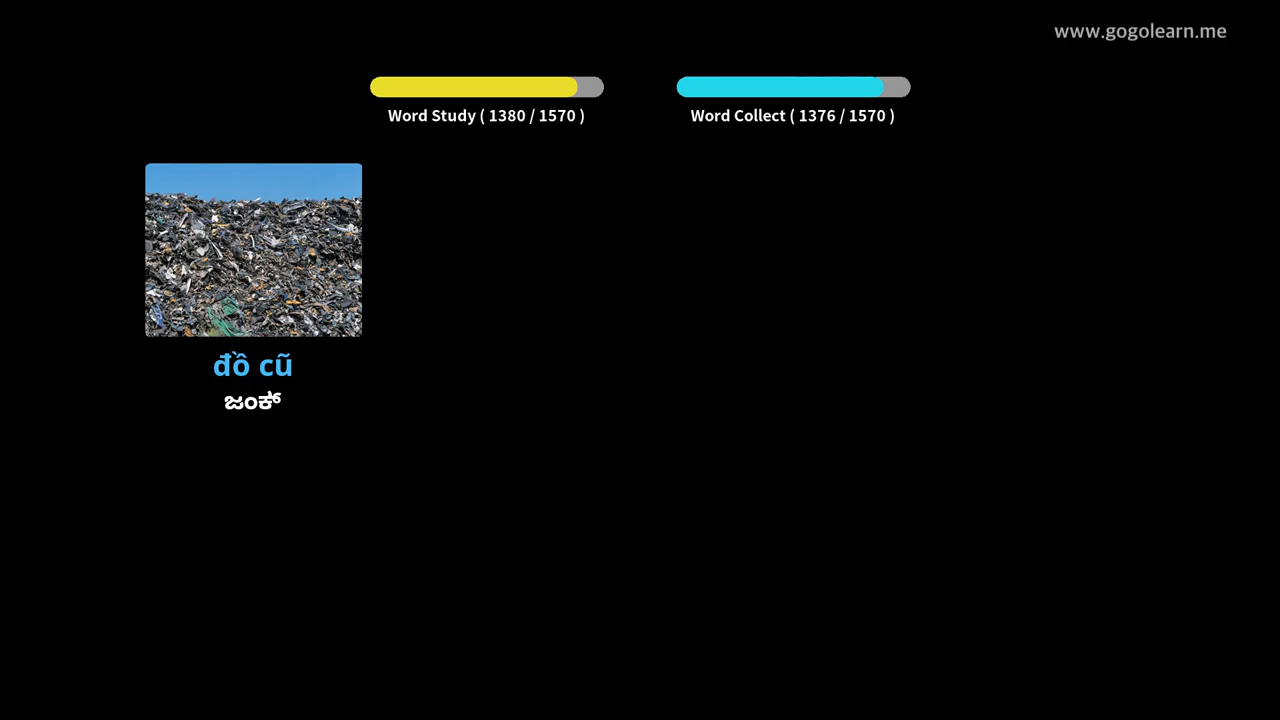 www.gogolearn.me
Word Study ( 1380 / 1570 )
Word Collect ( 1376 / 1570 )
đồ cũ
ಜಂಕ್